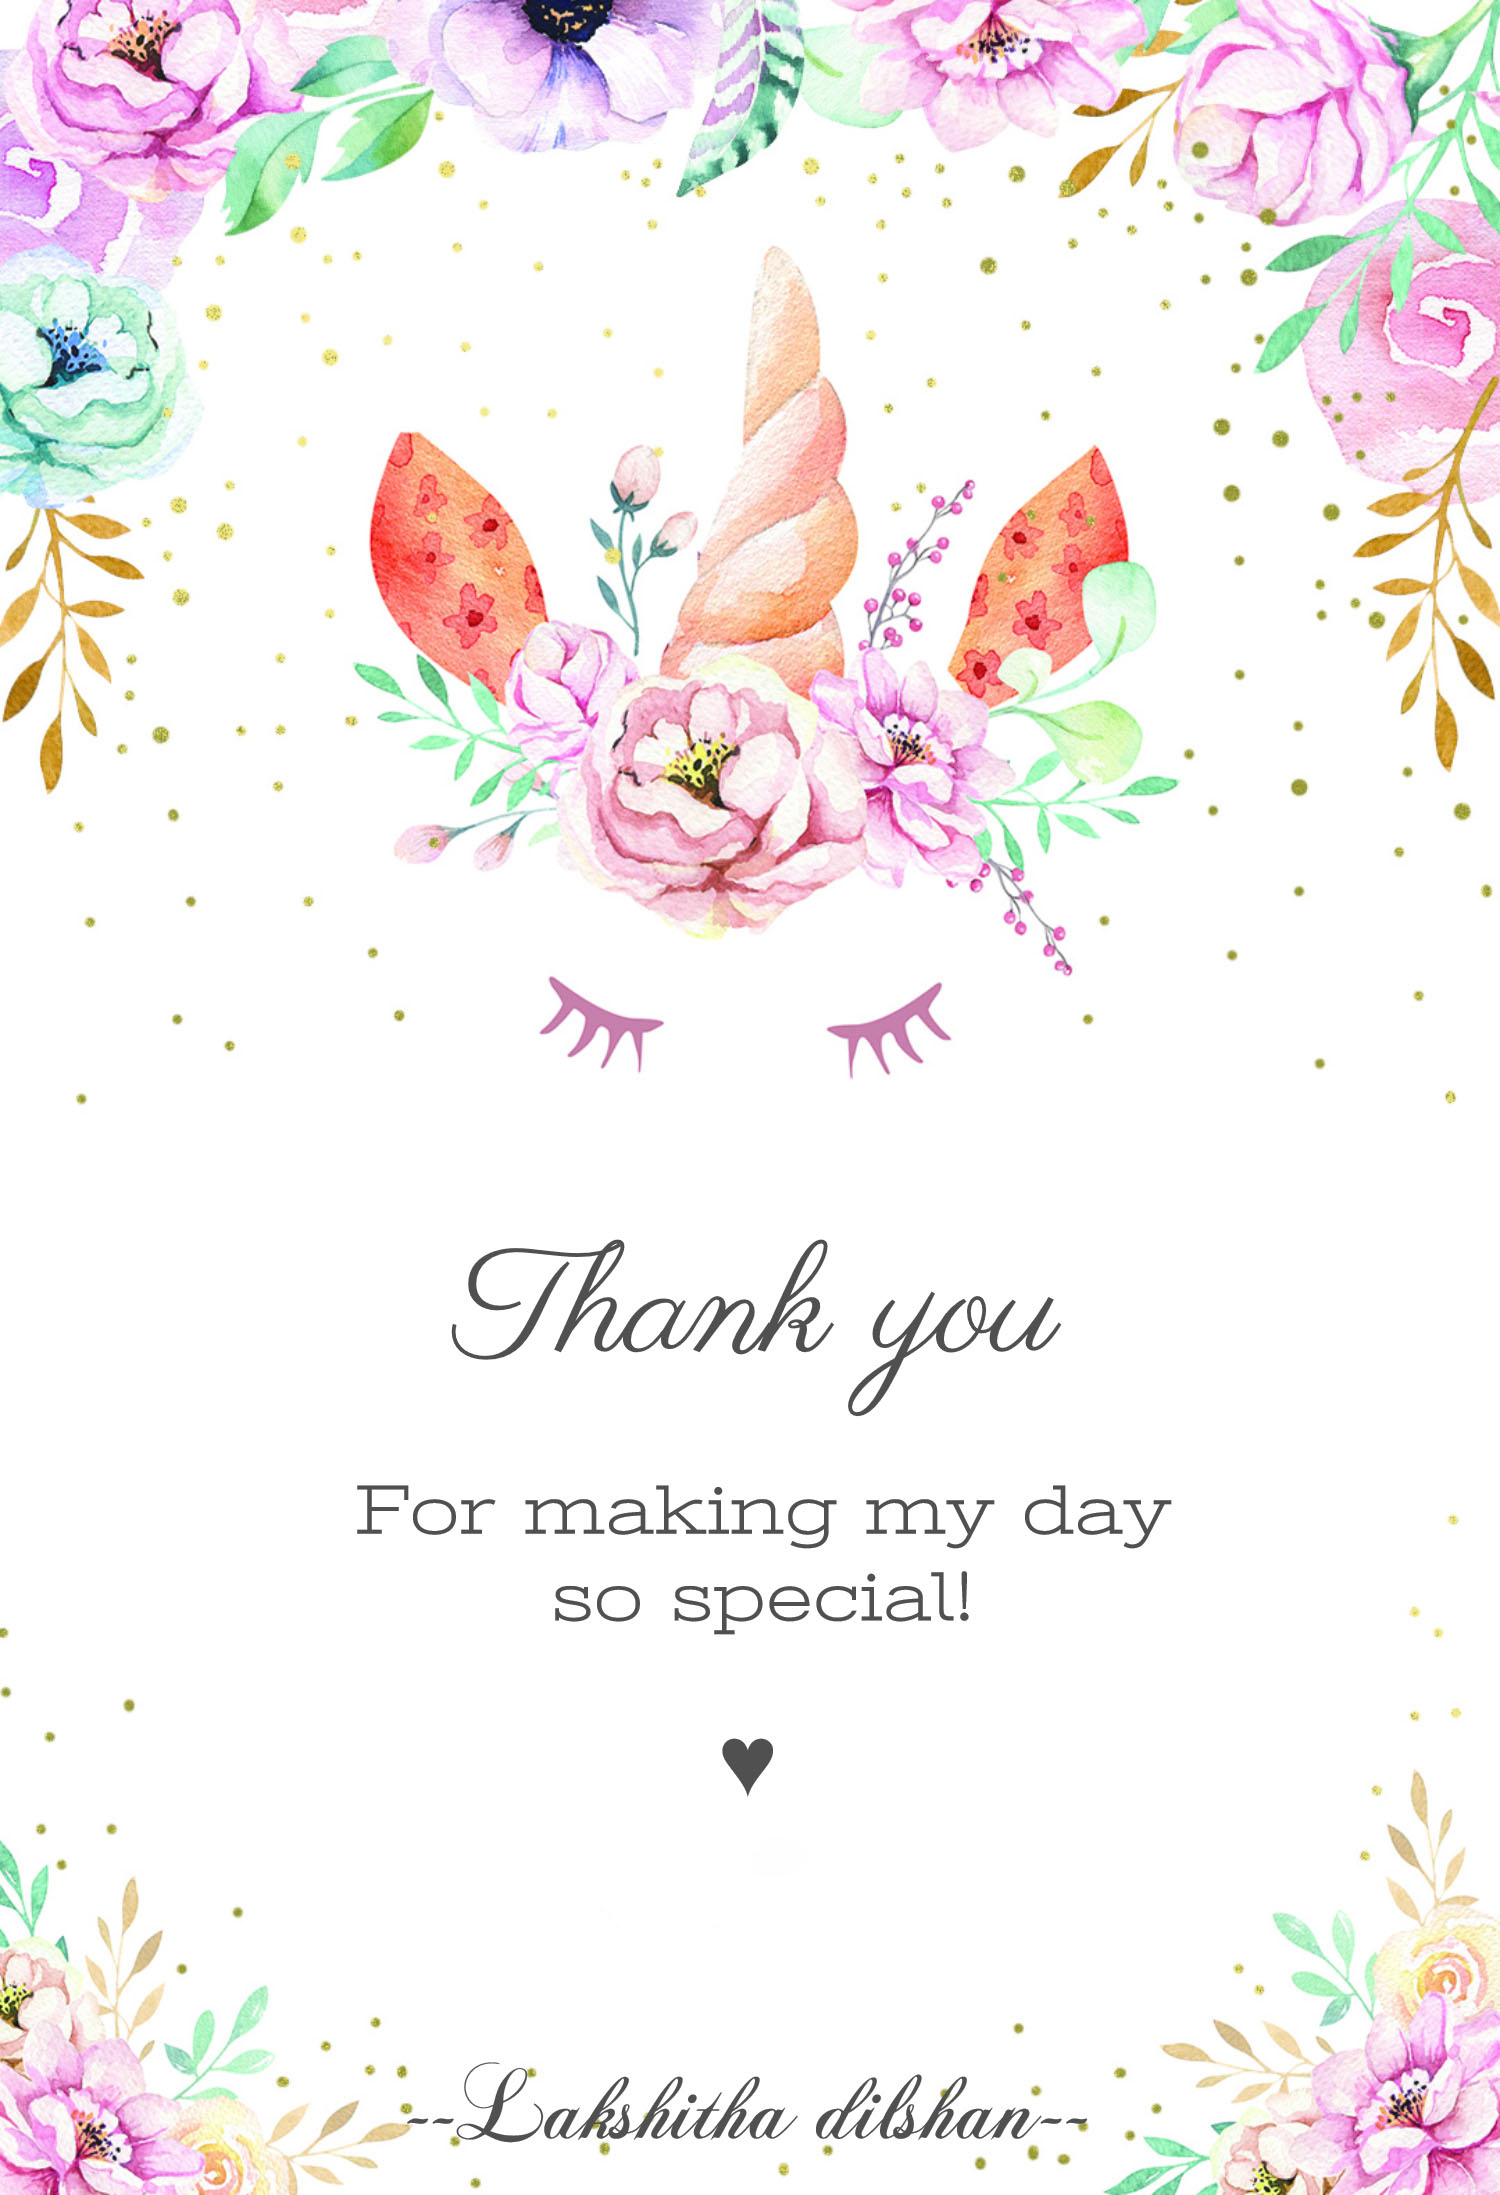 Thank you
For making my day
so special!
♥
--Lakshitha dilshan--